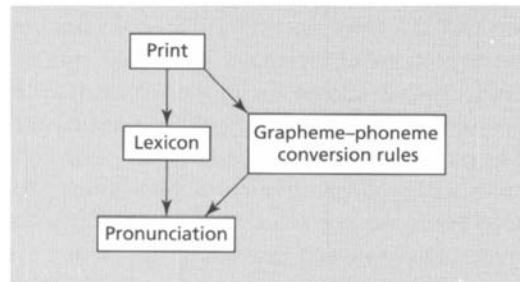 Print
Lexicon
Grapheme–phoneme
conversion rules
Pronunciation